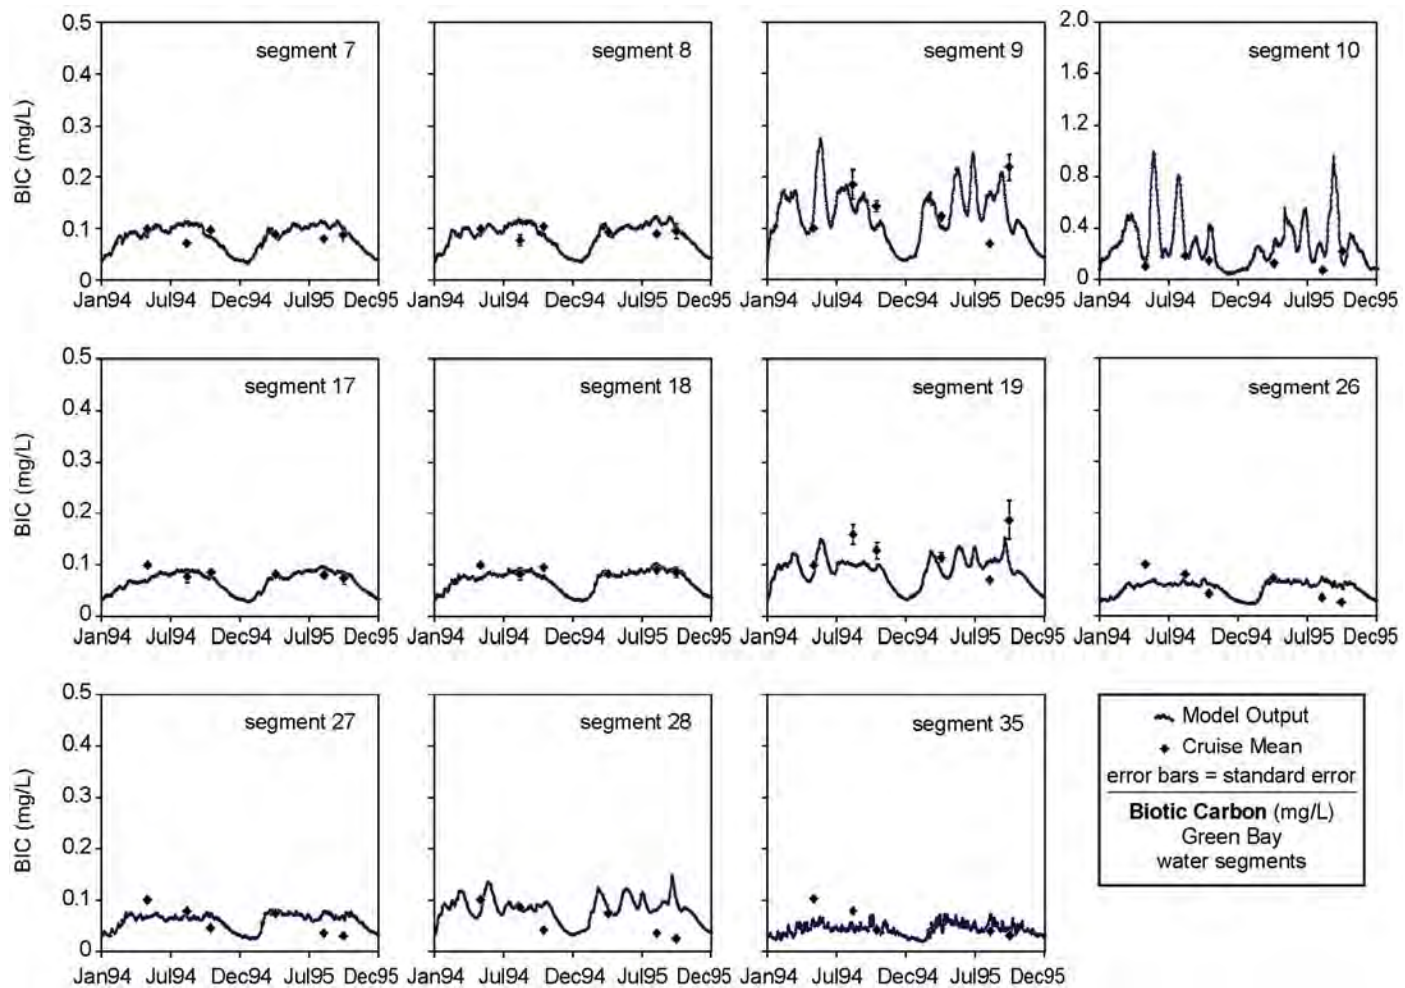 0.5
0.4
0.3
0.2
0.1
0
BIC (mg/L)
segment 7
Jan94 Jul94 Dec94 Jul95 Dec95
segment 8
Jan94 Jul94 Dec94 Jul95 Dec95
segment 9
Jan94 Jul94 Dec94 Jul95 Dec95
2.0
1.6
1.2
0.8
0.4
0
segment 10
Jan94 Jul94 Dec94 Jul95 Dec95
0.5
0.4
0.3
0.2
0.1
0
BIC (mg/L)
segment 17
Jan94 Jul94 Dec94 Jul95 Dec95
segment 18
Jan94 Jul94 Dec94 Jul95 Dec95
segment 19
Jan94 Jul94 Dec94 Jul95 Dec95
segment 26
Jan94 Jul94 Dec94 Jul95 Dec95
0.5
0.4
0.3
0.2
0.1
0
BIC (mg/L)
segment 27
Jan94 Jul94 Dec94 Jul95 Dec95
segment 28
Jan94 Jul94 Dec94 Jul95 Dec95
segment 35
Jan94 Jul94 Dec94 Jul95 Dec95
Model Output
Cruise Mean
error bars = standard error
Biotic Carbon (mg/L)
Green Bay
water segments